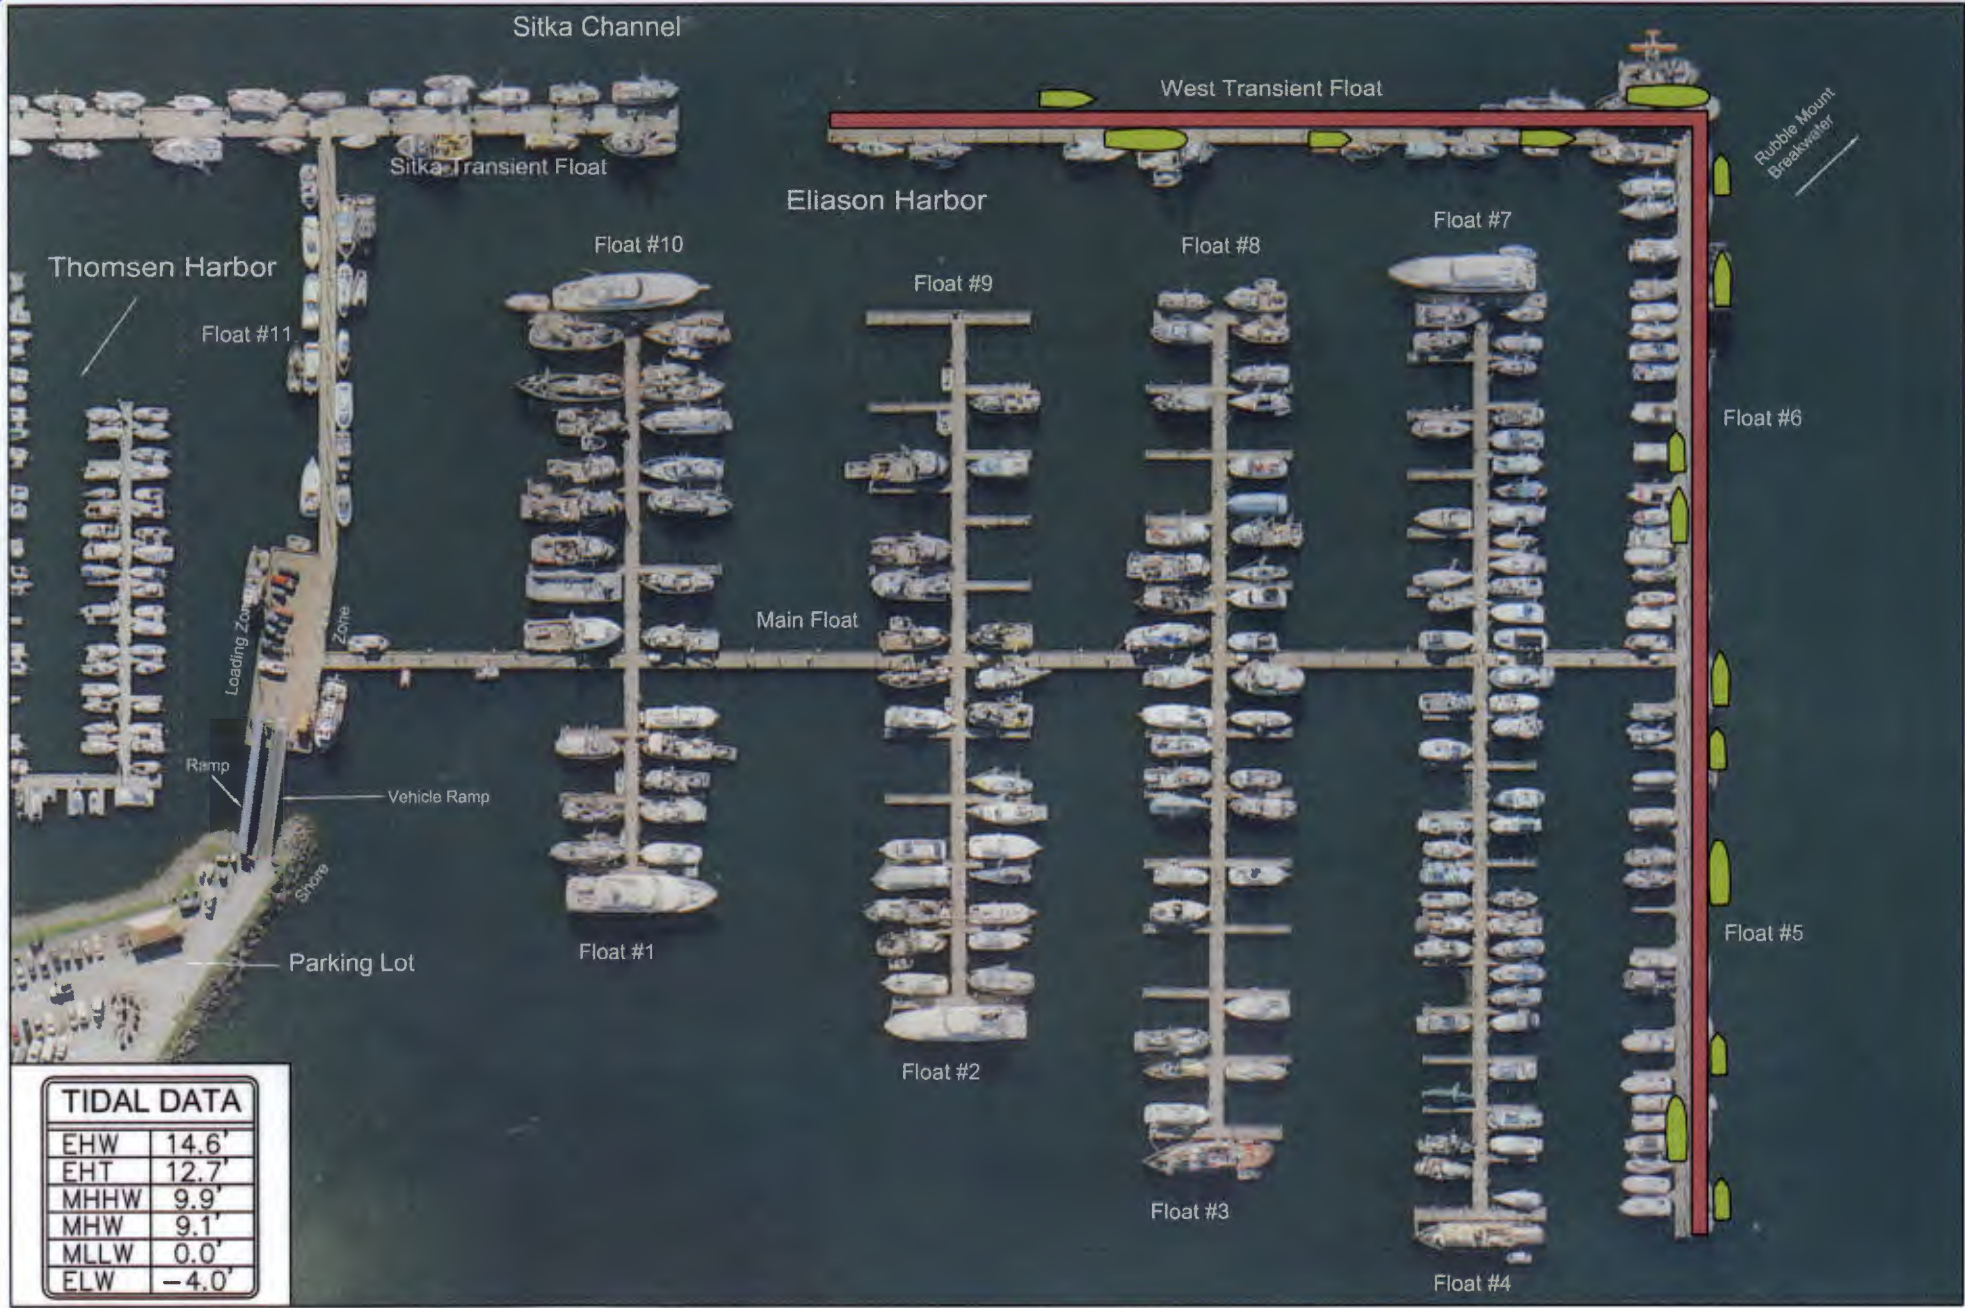 Sitka Channel
West Transient Float
Rubble Mount
Breakwater
Sitka Transient Float
Eliason Harbor
Float #7
Float #10
Float #8
Thomsen Harbor
Float #9
Float #11
Float #6
Loading Zone
Zone
Main Float
Ramp
Vehicle Ramp
Shore
Float #5
Float #1
Parking Lot
Float #2
TIDAL DATA
EHW 14.6'
EHT 12.7'
MHHW 9.9'
MHW 9.1'
MLLW 0.0'
ELW -4.0'
Float #3
Float #4